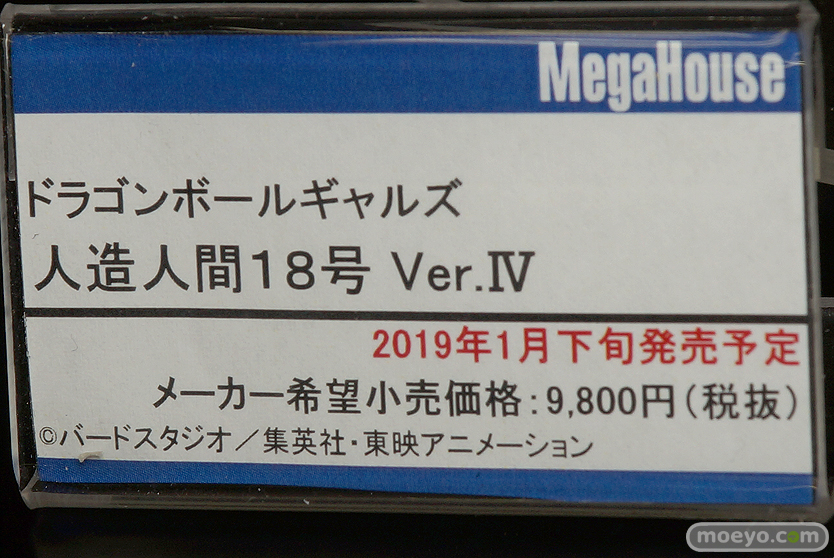 MegaHouse
ドラゴンボールギャルズ
人造人間18号 Ver.Ⅳ
2019年1月下旬発売予定
メーカー希望小売価格：9,800円（税抜）
©バードスタジオ／集英社・東映アニメーション
moeyo.com